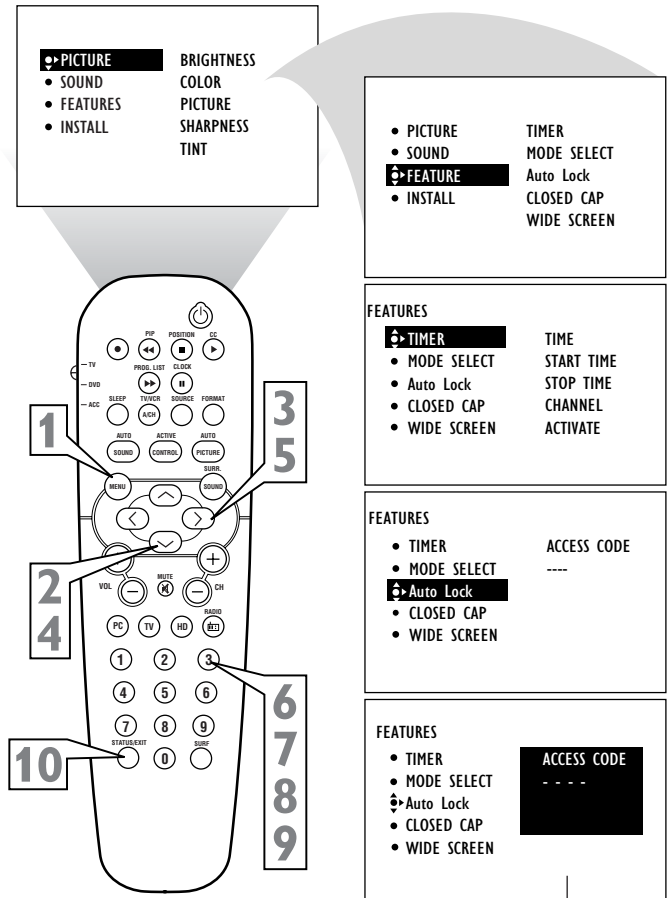 PICTURE BRIGHTNESS
SOUND COLOR
FEATURES PICTURE
INSTALL SHARPNESS
TINT
PICTURE TIMER
SOUND MODE SELECT
FEATURE Auto Lock
INSTALL CLOSED CAP
WIDE SCREEN
FEATURES
TIMER TIME
MODE SELECT START TIME
Auto Lock STOP TIME
CLOSED CAP CHANNEL
WIDE SCREEN ACTIVATE
FEATURES
TIMER ACCESS CODE
MODE SELECT ----
Auto Lock
CLOSED CAP
WIDE SCREEN
FEATURES
TIMER ACCESS CODE
MODE SELECT - - - -
Auto Lock
CLOSED CAP
WIDE SCREEN
PIP POSITION CC
TV
PROG. LIST CLOCK
DVD
ACC
SLEEP TV/VCR SOURCE FORMAT
A/CH
AUTO ACTIVE AUTO
SOUND CONTROL PICTURE
SURR.
MENU SOUND
VOL MUTE CH
RADIO
PC TV HD
1 2 3
4 5 6
7 8 9
STATUS/EXIT SURF
0
1
3
5
2
4
6
7
8
9
10